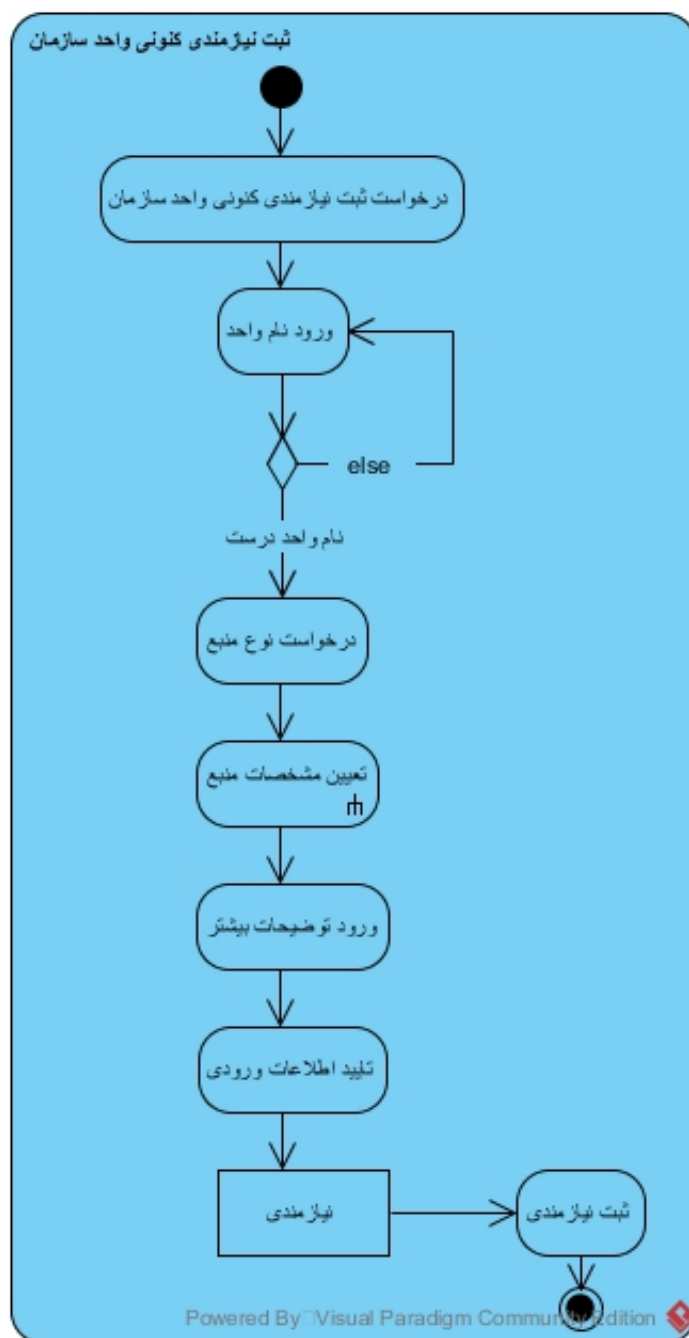 ثبت نیازمندی کنونی واحد سازمان
درخواست ثبت نیازمندی کنونی واحد سازمان
ورود نام واحد
else
نام واحد درست
درخواست نوع منبع
تعیین مشخصات منبع
ورود توضیحات بیشتر
تایید اطلاعات ورودی
نیازمندی
ثبت نیازمندی
Powered By Visual Paradigm Community Edition